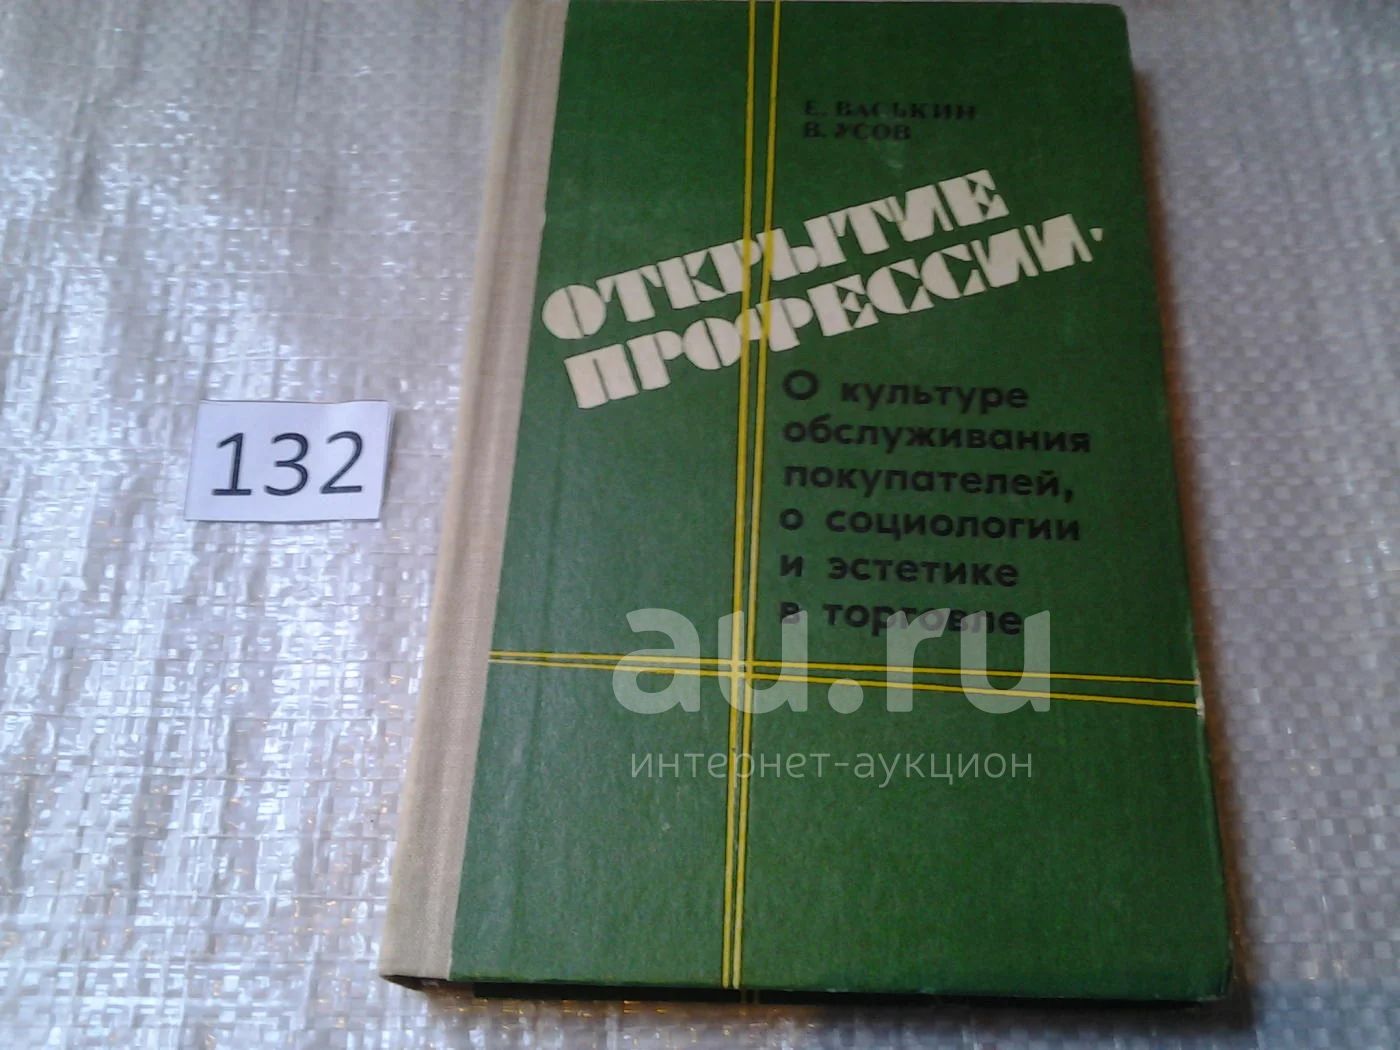 Е. ВАСЬКИН
В. УСОВ
ОТКРЫТИЕ
ПРОФЕССИИ.
О культуре
обслуживания
покупателей,
о социологии
и эстетике
в торговле
132
au.ru
интернет-аукцион